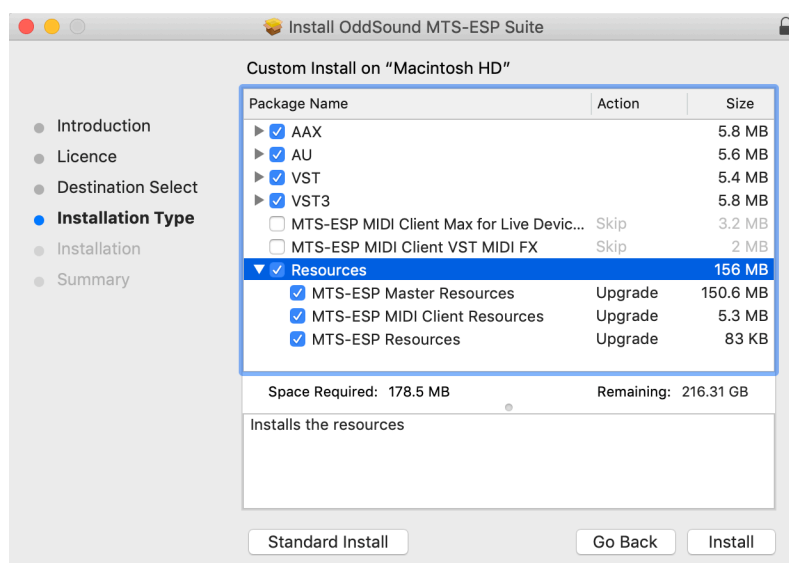 Install OddSound MTS-ESP Suite
Custom Install on “Macintosh HD”
Introduction
Licence
Destination Select
Installation Type
Installation
Summary
Package Name Action Size
AAX 5.8 MB
AU 5.6 MB
VST 5.4 MB
VST3 5.8 MB
MTS-ESP MIDI Client Max for Live Devic... Skip 3.2 MB
MTS-ESP MIDI Client VST MIDI FX Skip 2 MB
Resources 156 MB
MTS-ESP Master Resources Upgrade 150.6 MB
MTS-ESP MIDI Client Resources Upgrade 5.3 MB
MTS-ESP Resources Upgrade 83 KB
Space Required: 178.5 MB Remaining: 216.31 GB
Installs the resources
Standard Install Go Back Install